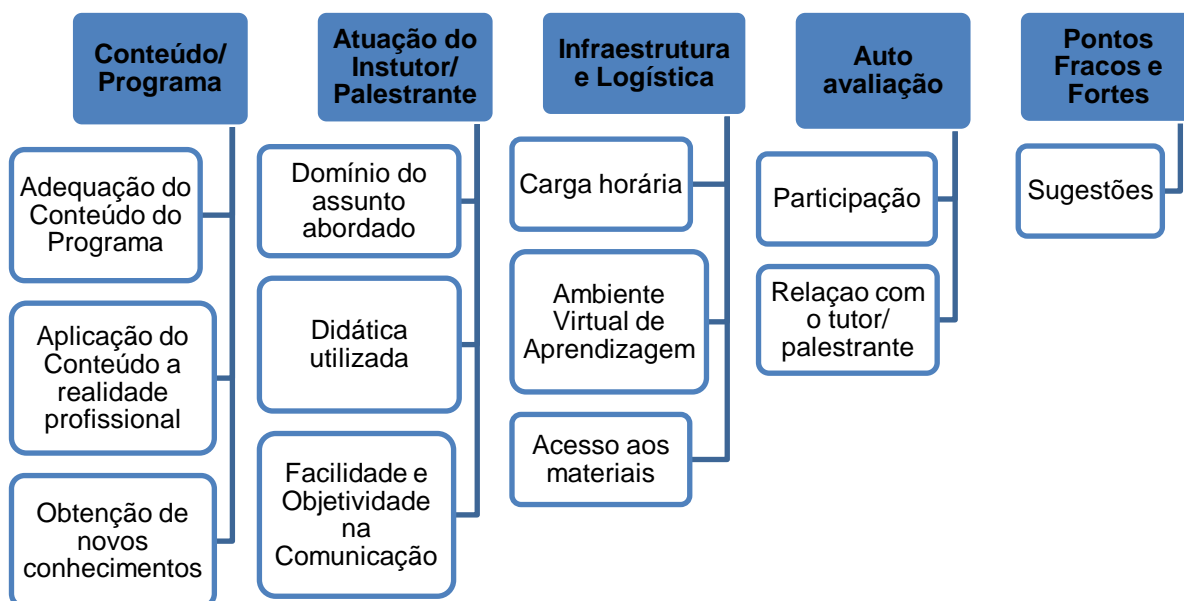 Conteúdo/
Programa
Adequação do
Conteúdo do
Programa
Aplicação do
Conteúdo a
realidade
profissional
Obtenção de
novos
conhecimentos
Atuação do
Instutor/
Palestrante
Domínio do
assunto
abordado
Didática
utilizada
Facilidade e
Objetividade
na
Comunicação
Infraestrutura
e Logística
Carga horária
Ambiente
Virtual de
Aprendizagem
Acesso aos
materiais
Auto
avaliação
Participação
Relaçao com
o tutor/
palestrante
Pontos
Fracos e
Fortes
Sugestões